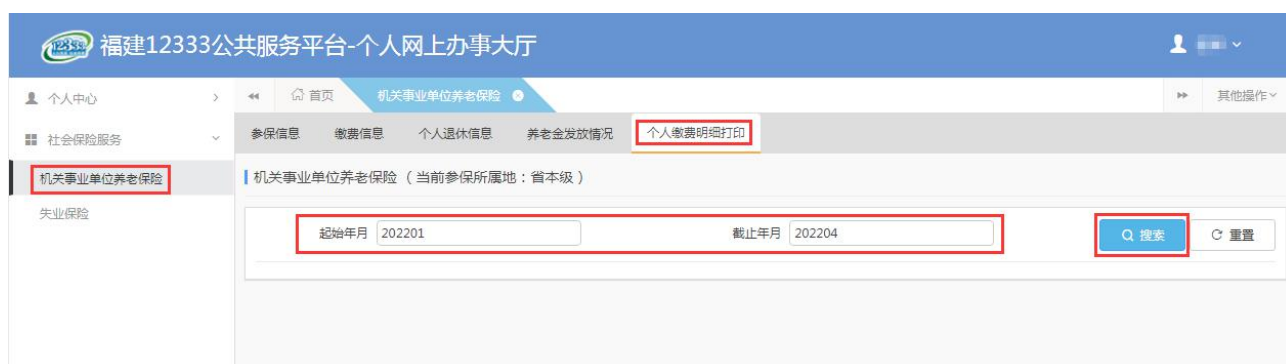 12333 福建12333公共服务平台-个人网上办事大厅
个人中心
首页 机关事业单位养老保险 其他操作
社会保险服务
参保信息 缴费信息 个人退休信息 养老金发放情况 个人缴费明细打印
机关事业单位养老保险
机关事业单位养老保险 （当前参保所属地：省本级）
失业保险
起始年月 202201 截止年月 202204 搜索 重置